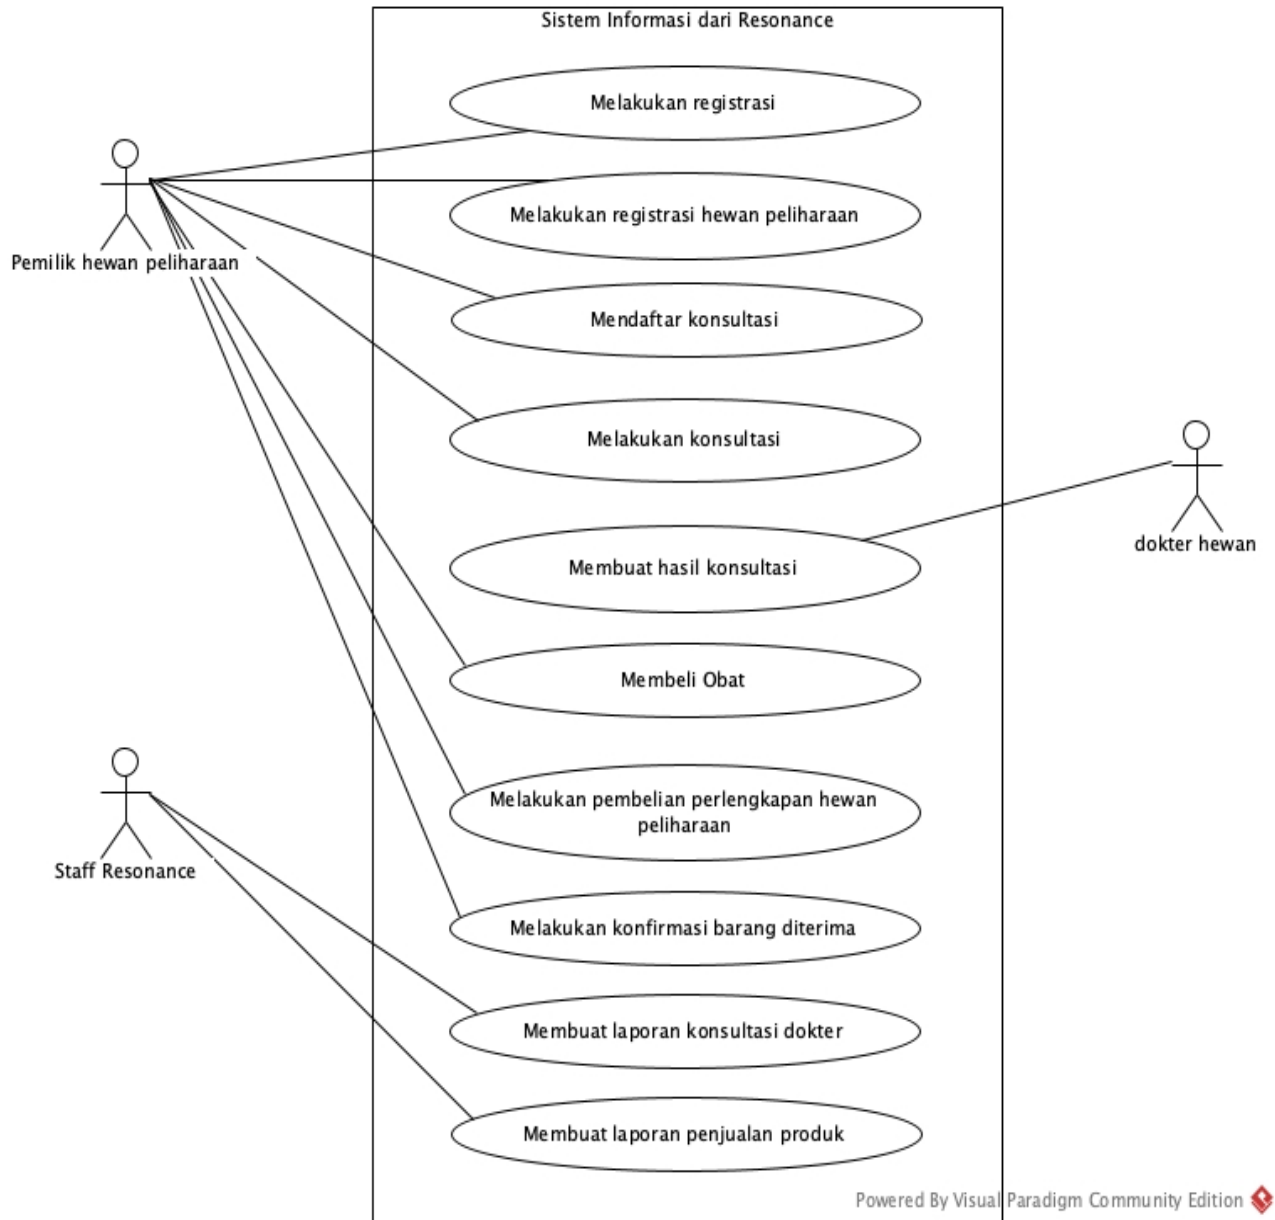 Sistem Informasi dari Resonance
Melakukan registrasi
Melakukan registrasi hewan peliharaan
Pemilik hewan peliharaan
Mendaftar konsultasi
Melakukan konsultasi
dokter hewan
Membuat hasil konsultasi
Membeli Obat
Melakukan pembelian perlengkapan hewan
peliharaan
Staff Resonance
Melakukan konfirmasi barang diterima
Membuat laporan konsultasi dokter
Membuat laporan penjualan produk
Powered By Visual Paradigm Community Edition